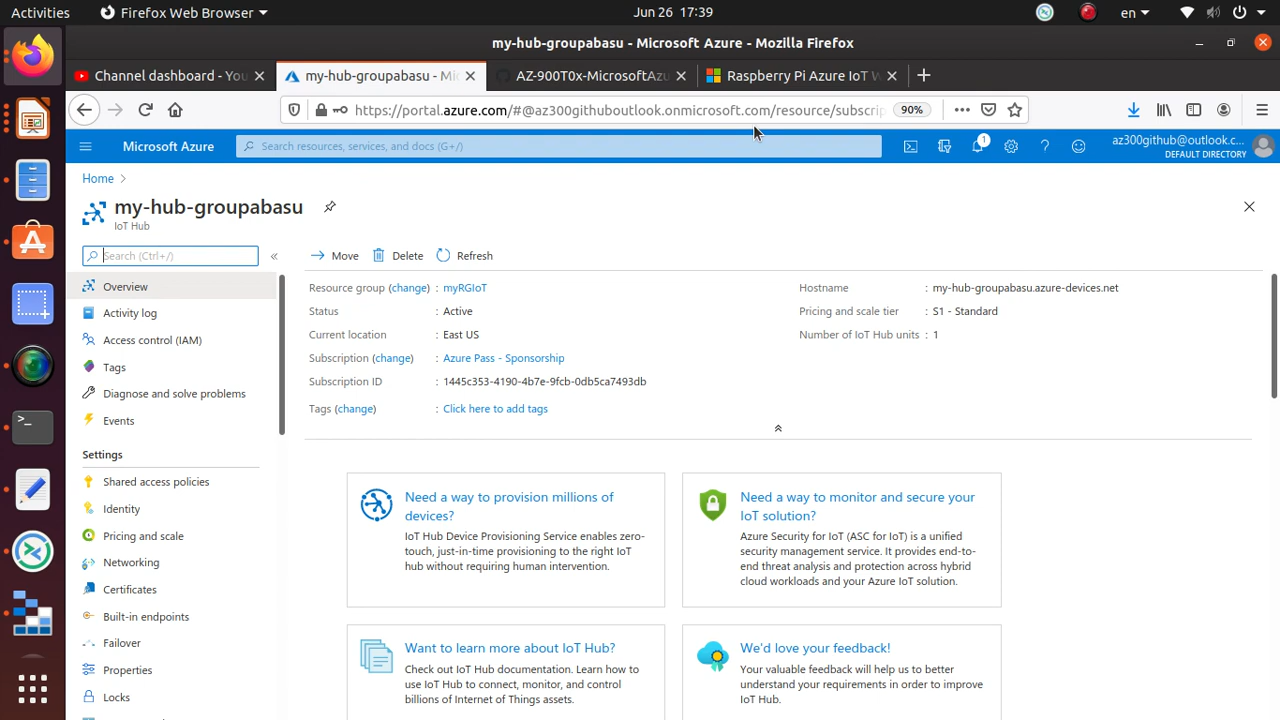 Activities
Firefox Web Browser
Jun 26 17:39
en
my-hub-groupabasu - Microsoft Azure - Mozilla Firefox
Channel dashboard - You
my-hub-groupabasu - Mic
AZ-900T0x-MicrosoftAzu
Raspberry Pi Azure IoT W
https://portal.azure.com/#@az300githuboutlook.onmicrosoft.com/resource/subscrip
90%
Microsoft Azure
Search resources, services, and docs (G+/)
1
az300github@outlook.c...
DEFAULT DIRECTORY
Home
my-hub-groupabasu
IoT Hub
Search (Ctrl+/)
Move
Delete
Refresh
Overview
Activity log
Access control (IAM)
Tags
Diagnose and solve problems
Events
Settings
Shared access policies
Identity
Pricing and scale
Networking
Certificates
Built-in endpoints
Failover
Properties
Locks
Resource group (change) : myRGIoT
Status : Active
Current location : East US
Subscription (change) : Azure Pass - Sponsorship
Subscription ID : 1445c353-4190-4b7e-9fcb-0db5ca7493db
Tags (change) : Click here to add tags
Hostname : my-hub-groupabasu.azure-devices.net
Pricing and scale tier : S1 - Standard
Number of IoT Hub units : 1
Need a way to provision millions of
devices?
IoT Hub Device Provisioning Service enables zero-
touch, just-in-time provisioning to the right IoT
hub without requiring human intervention.
Need a way to monitor and secure your
IoT solution?
Azure Security for IoT (ASC for IoT) is a unified
security management service. It provides end-to-
end threat analysis and protection across hybrid
cloud workloads and your Azure IoT solution.
Want to learn more about IoT Hub?
Check out IoT Hub documentation. Learn how to
use IoT Hub to connect, monitor, and control
billions of Internet of Things assets.
We'd love your feedback!
Your valuable feedback will help us to better
understand your requirements in order to improve
IoT Hub.